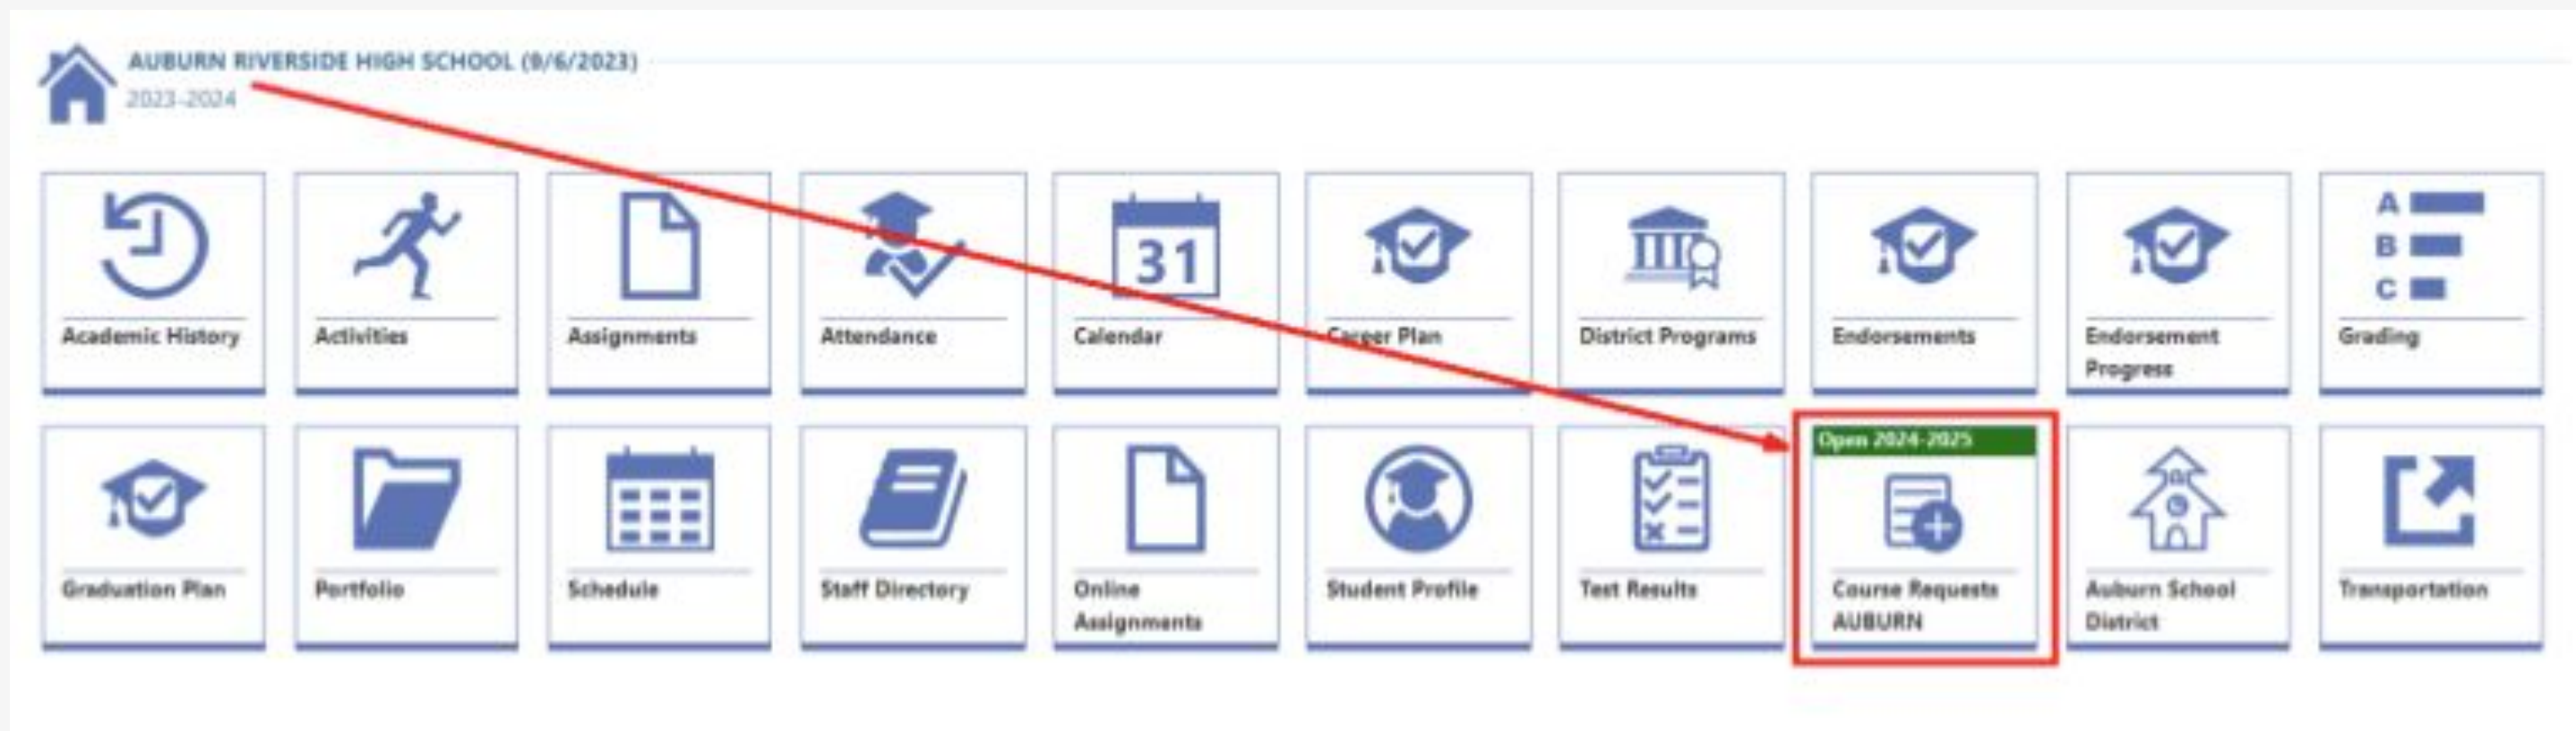 AUBURN RIVERSIDE HIGH SCHOOL (9/6/2023)
2023-2024
31
A
B
C
Academic History
Activities
Assignments
Attendance
Calendar
Career Plan
District Programs
Endorsements
Endorsement
Progress
Grading
Open 2024-2025
Graduation Plan
Portfolio
Schedule
Staff Directory
Online
Assignments
Student Profile
Test Results
Course Requests
AUBURN
Auburn School
District
Transportation